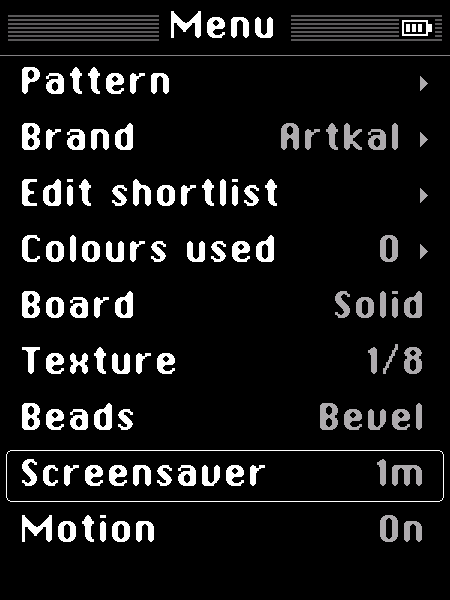 Menu
Pattern
Brand Artkal
Edit shortlist
Colours used 0
Board Solid
Texture 1/8
Beads Bevel
Screensaver 1m
Motion On